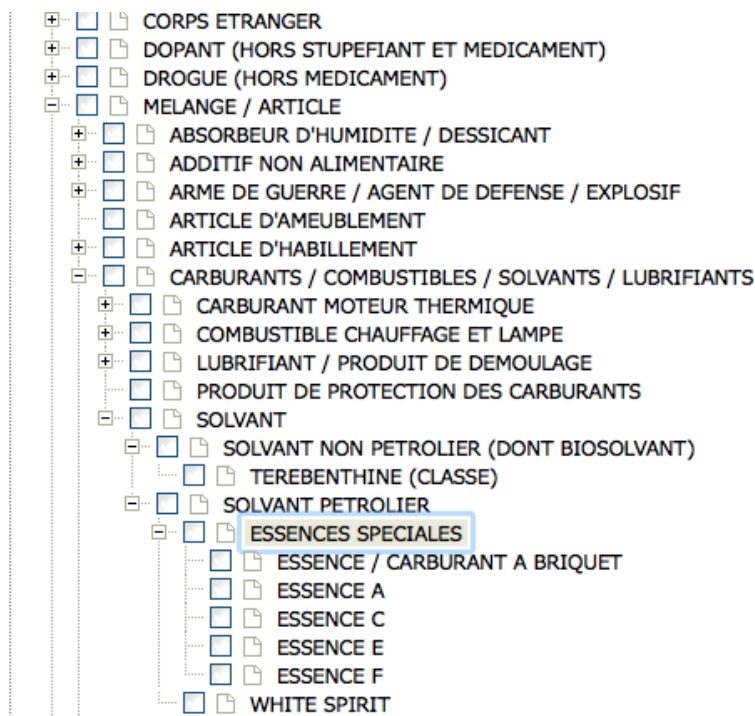 CORPS ETRANGER
DOPANT (HORS STUPEFIANT ET MEDICAMENT)
DROGUE (HORS MEDICAMENT)
MELANGE / ARTICLE
ABSORBEUR D'HUMIDITE / DESSICANT
ADDITIF NON ALIMENTAIRE
ARME DE GUERRE / AGENT DE DEFENSE / EXPLOSIF
ARTICLE D'AMEUBLEMENT
ARTICLE D'HABILLEMENT
CARBURANTS / COMBUSTIBLES / SOLVANTS / LUBRIFIANTS
CARBURANT MOTEUR THERMIQUE
COMBUSTIBLE CHAUFFAGE ET LAMPE
LUBRIFIANT / PRODUIT DE DEMOULAGE
PRODUIT DE PROTECTION DES CARBURANTS
SOLVANT
SOLVANT NON PETROLIER (DONT BIOSOLVANT)
TEREBENTHINE (CLASSE)
SOLVANT PETROLIER
ESSENCES SPECIALES
ESSENCE / CARBURANT A BRIQUET
ESSENCE A
ESSENCE C
ESSENCE E
ESSENCE F
WHITE SPIRIT